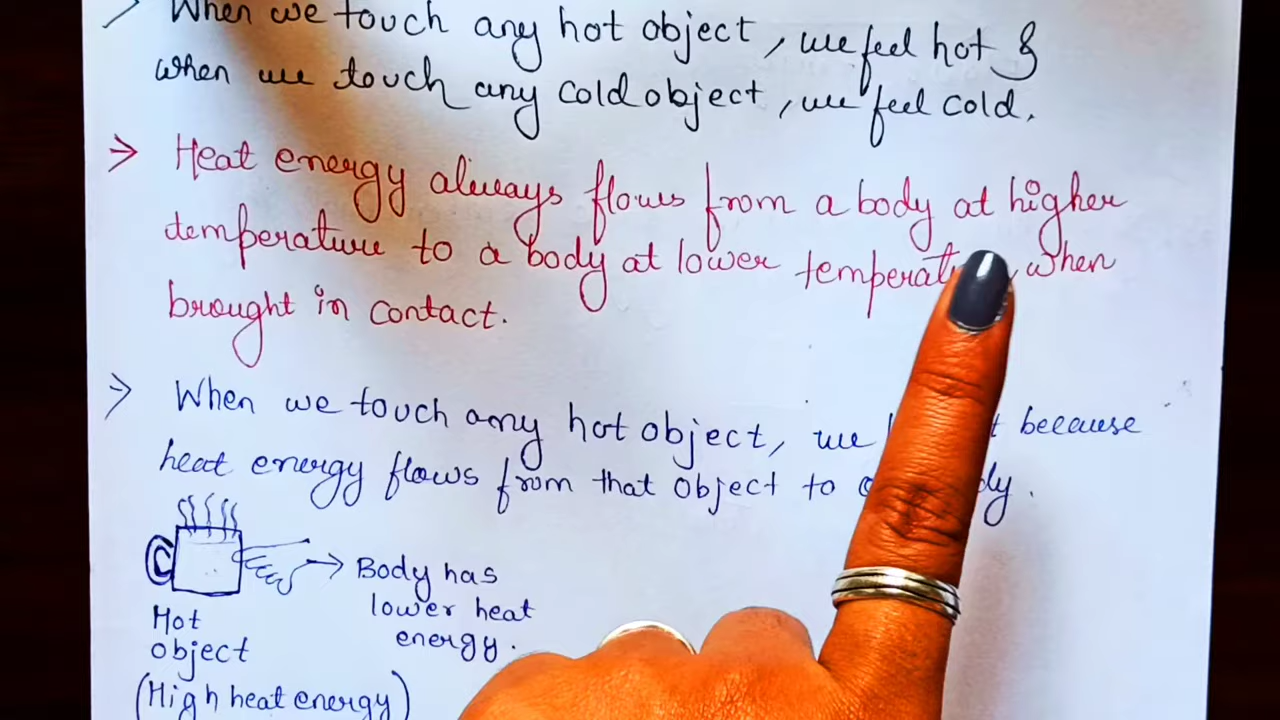 > When we touch any hot object, we feel hot &
when we touch any cold object, we feel cold.
> Heat energy always flows from a body at higher
temperature to a body at lower when
brought in contact.
> When we touch any hot object, we because
heat energy flows from that object to
Body has
lower heat
energy.
Hot
object
(High heat energy)